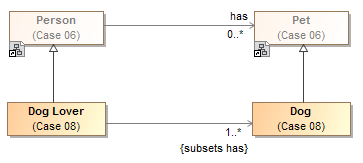 Person
(Case 06)
has
0..*
Pet
(Case 06)
Dog Lover
(Case 08)
1..*
{subsets has}
Dog
(Case 08)